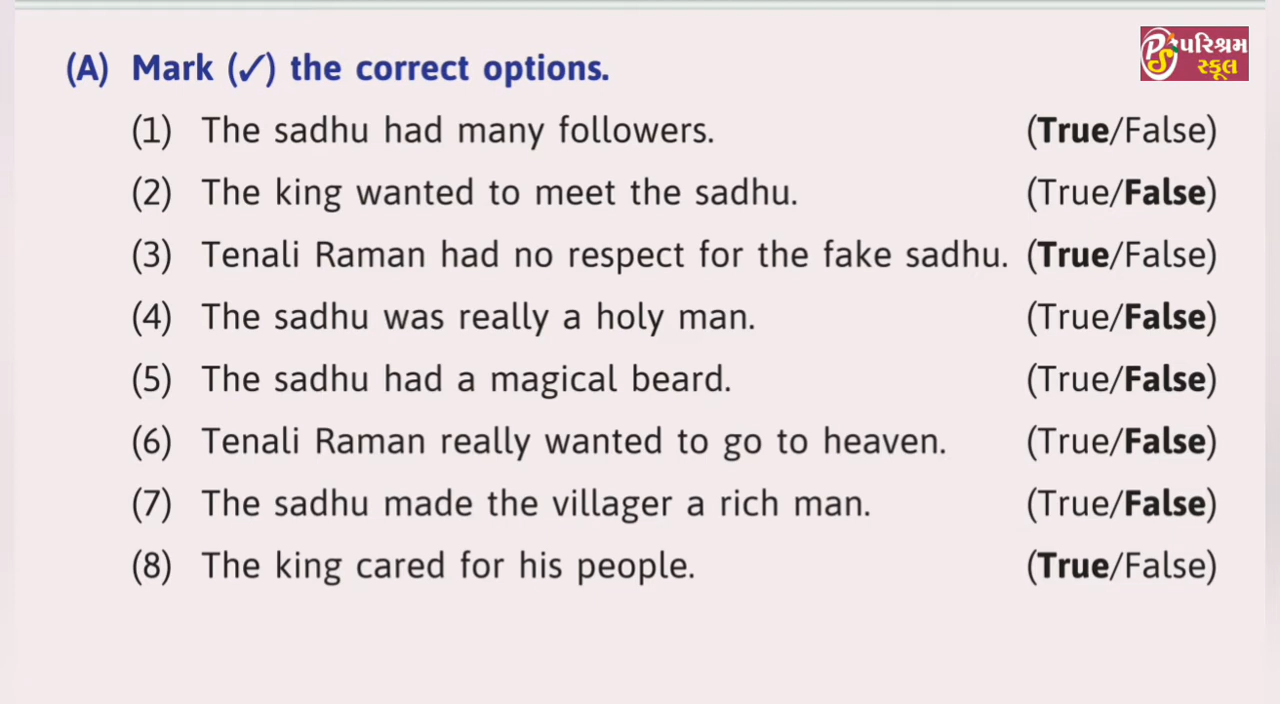 પરિશ્રમ
સ્કૂલ
(A) Mark (✓) the correct options.
(1) The sadhu had many followers. (True/False)
(2) The king wanted to meet the sadhu. (True/False)
(3) Tenali Raman had no respect for the fake sadhu. (True/False)
(4) The sadhu was really a holy man. (True/False)
(5) The sadhu had a magical beard. (True/False)
(6) Tenali Raman really wanted to go to heaven. (True/False)
(7) The sadhu made the villager a rich man. (True/False)
(8) The king cared for his people. (True/False)